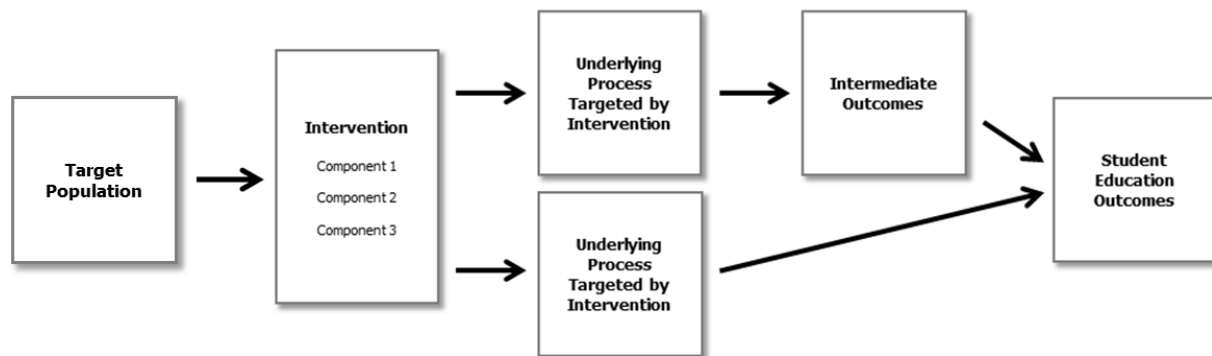 Target
Population
Intervention
Component 1
Component 2
Component 3
Underlying
Process
Targeted by
Intervention
Intermediate
Outcomes
Underlying
Process
Targeted by
Intervention
Student
Education
Outcomes